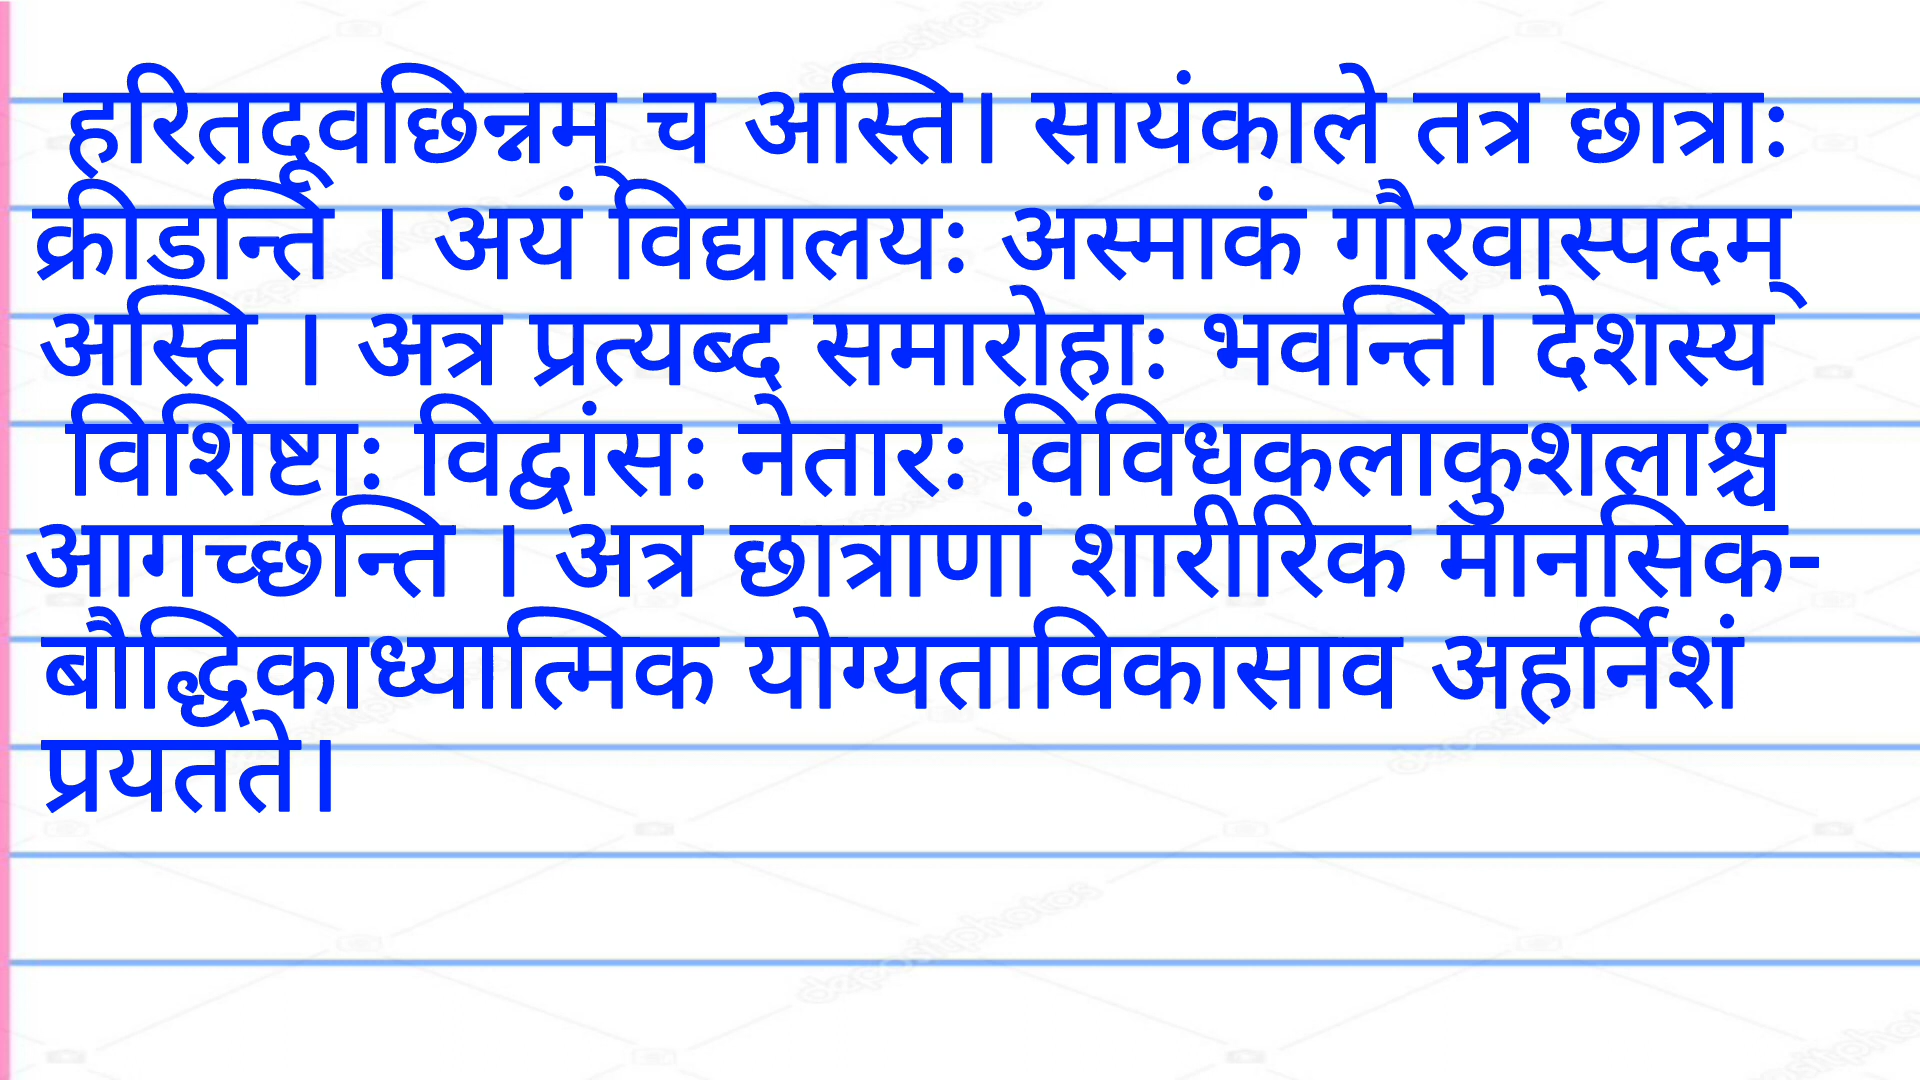 हरितदूवछिन्नम् च अस्ति। सायंकाले तत्र छात्राः
क्रीडन्ति । अयं विद्यालयः अस्माकं गौरवास्पदम्
अस्ति । अत्र प्रत्यब्द समारोहाः भवन्ति। देशस्य
विशिष्टाः विद्वांसः नेतारः विविधकलाकुशलाश्च
आगच्छन्ति । अत्र छात्राणां शारीरिक मानसिक-
बौद्धिकाध्यात्मिक योग्यताविकासाव अहर्निशं
प्रयतते।